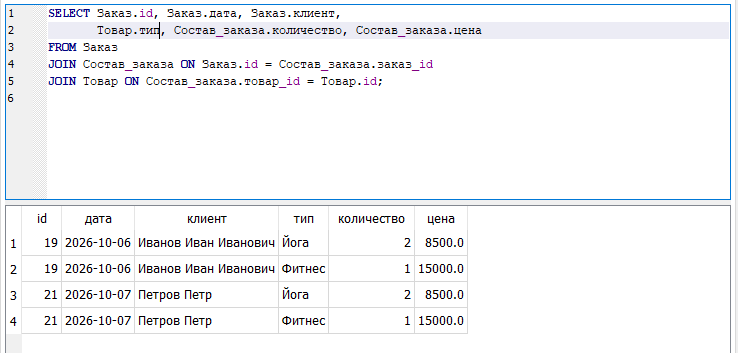 1 SELECT Заказ.id, Заказ.дата, Заказ.клиент,
2 Товар.тип, Состав_заказа.количество, Состав_заказа.цена
3 FROM Заказ
4 JOIN Состав_заказа ON Заказ.id = Состав_заказа.заказ_id
5 JOIN Товар ON Состав_заказа.товар_id = Товар.id;
6
id дата клиент тип количество цена
1 19 2026-10-06 Иванов Иван Иванович Йога 2 8500.0
2 19 2026-10-06 Иванов Иван Иванович Фитнес 1 15000.0
3 21 2026-10-07 Петров Петр Йога 2 8500.0
4 21 2026-10-07 Петров Петр Фитнес 1 15000.0